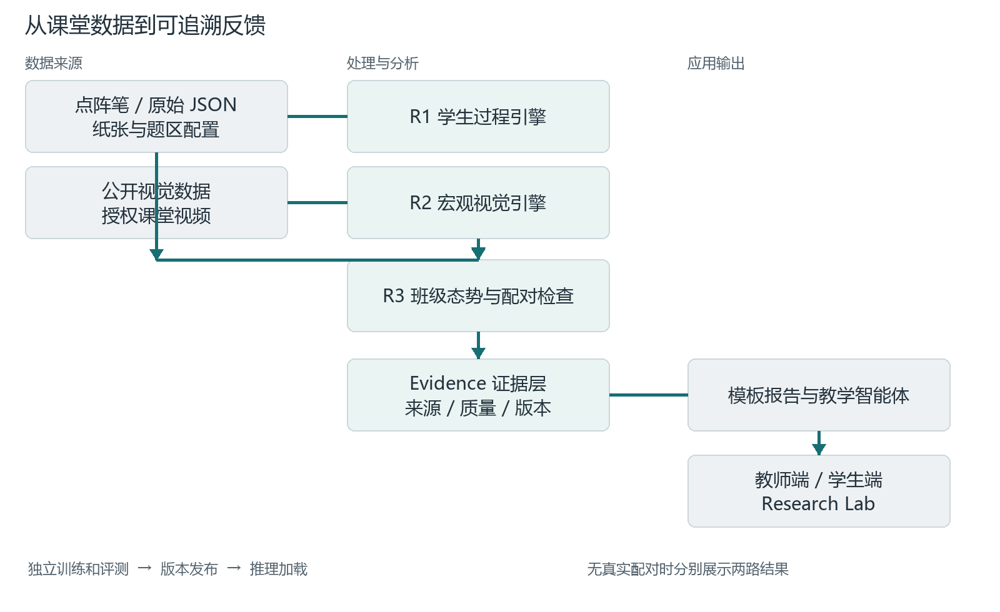 从课堂数据到可追溯反馈
数据来源
处理与分析
应用输出
点阵笔 / 原始 JSON
纸张与题区配置
R1 学生过程引擎
公开视觉数据
授权课堂视频
R2 宏观视觉引擎
R3 班级态势与配对检查
Evidence 证据层
来源 / 质量 / 版本
模板报告与教学智能体
教师端 / 学生端
Research Lab
独立训练和评测 → 版本发布 → 推理加载
无真实配对时分别展示两路结果